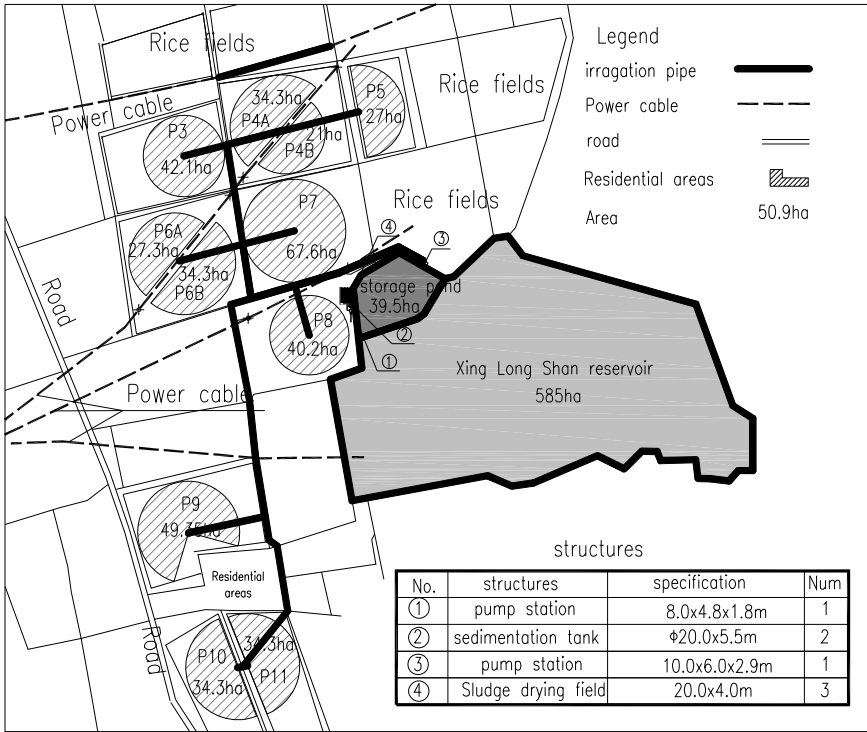 Rice fields
Legend
irragation pipe
Power cable
road
Residential areas
Area
50.9ha
Rice fields
Power cable
34.3ha
P5
27ha
P4A
21ha
P4B
P3
42.1ha
P7
67.6ha
Rice fields
P6A
27.3ha
34.3ha
P6B
④
③
storage pond
39.5ha
②
①
Road
P8
40.2ha
Xing Long Shan reservoir
585ha
Power cable
P9
49.35ha
Residential
areas
Road
P10
34.3ha
34.3ha
P11
structures
No. structures specification Num
① pump station 8.0x4.8x1.8m 1
② sedimentation tank Φ20.0x5.5m 2
③ pump station 10.0x6.0x2.9m 1
④ Sludge drying field 20.0x4.0m 3